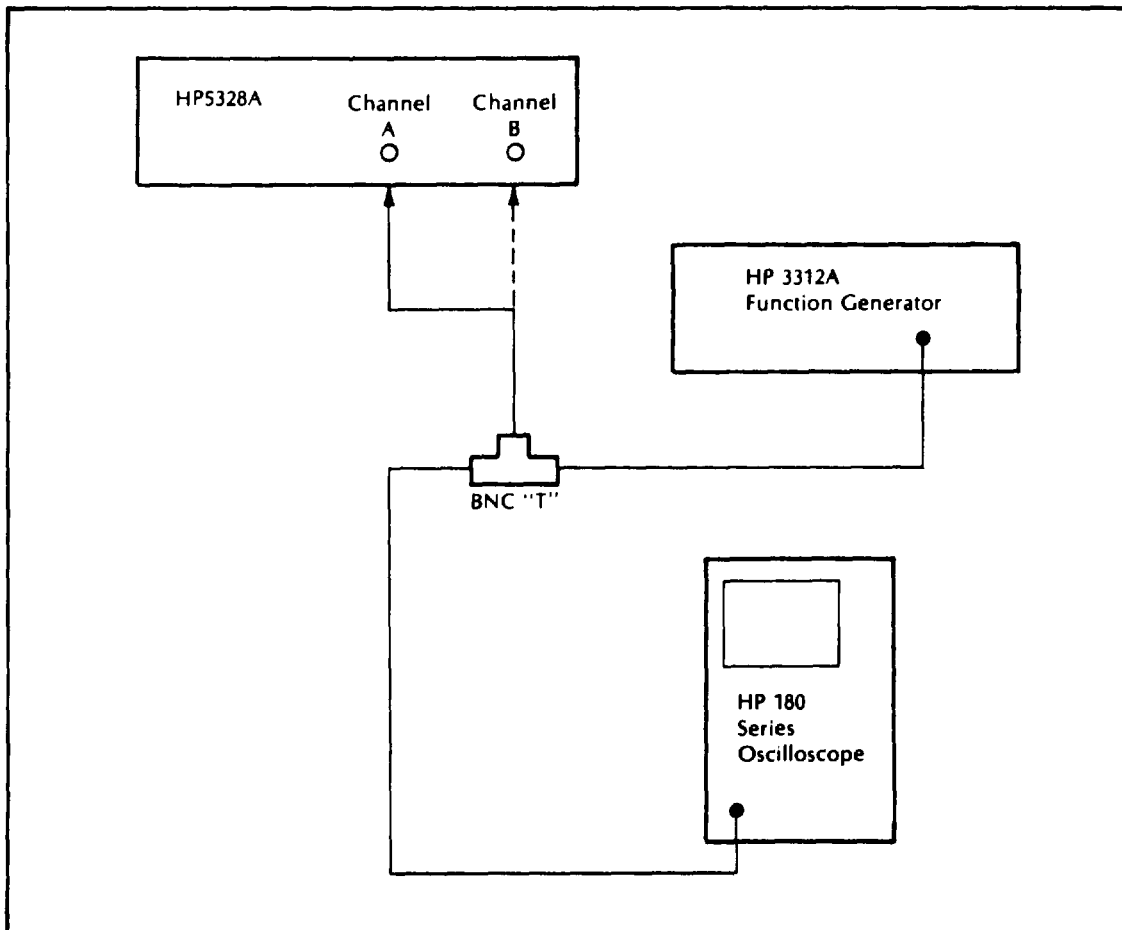 HP5328A
Channel
A
Channel
B
HP 3312A
Function Generator
BNC "T"
HP 180
Series
Oscilloscope